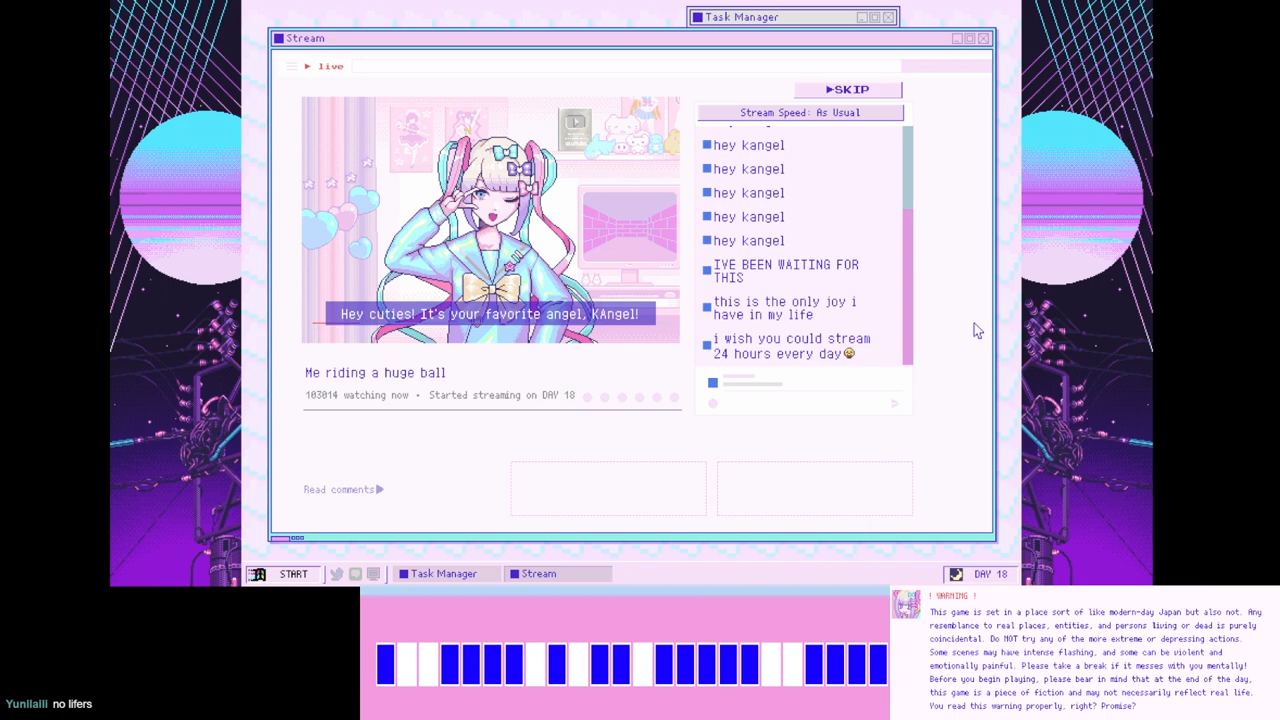 Task Manager
Stream
live
▶SKIP
Stream Speed: As Usual
hey kangel
hey kangel
hey kangel
hey kangel
hey kangel
IVE BEEN WAITING FOR
THIS
this is the only joy i
have in my life
i wish you could stream
24 hours every day😄
Hey cuties! It's your favorite angel, KAngel!
Me riding a huge ball
103014 watching now • Started streaming on DAY 18
Read comments▶
START
Task Manager
Stream
DAY 18
! WARNING !
This game is set in a place sort of like modern-day Japan but also not. Any
resemblance to real places, entities, and persons living or dead is purely
coincidental. Do NOT try any of the more extreme or depressing actions.
Some scenes may have intense flashing, and some can be violent and
emotionally painful. Please take a break if it messes with you mentally!
Before you begin playing, please bear in mind that at the end of the day,
this game is a piece of fiction and may not necessarily reflect real life.
You read this warning properly, right? Promise?
Yunilalli no lifers